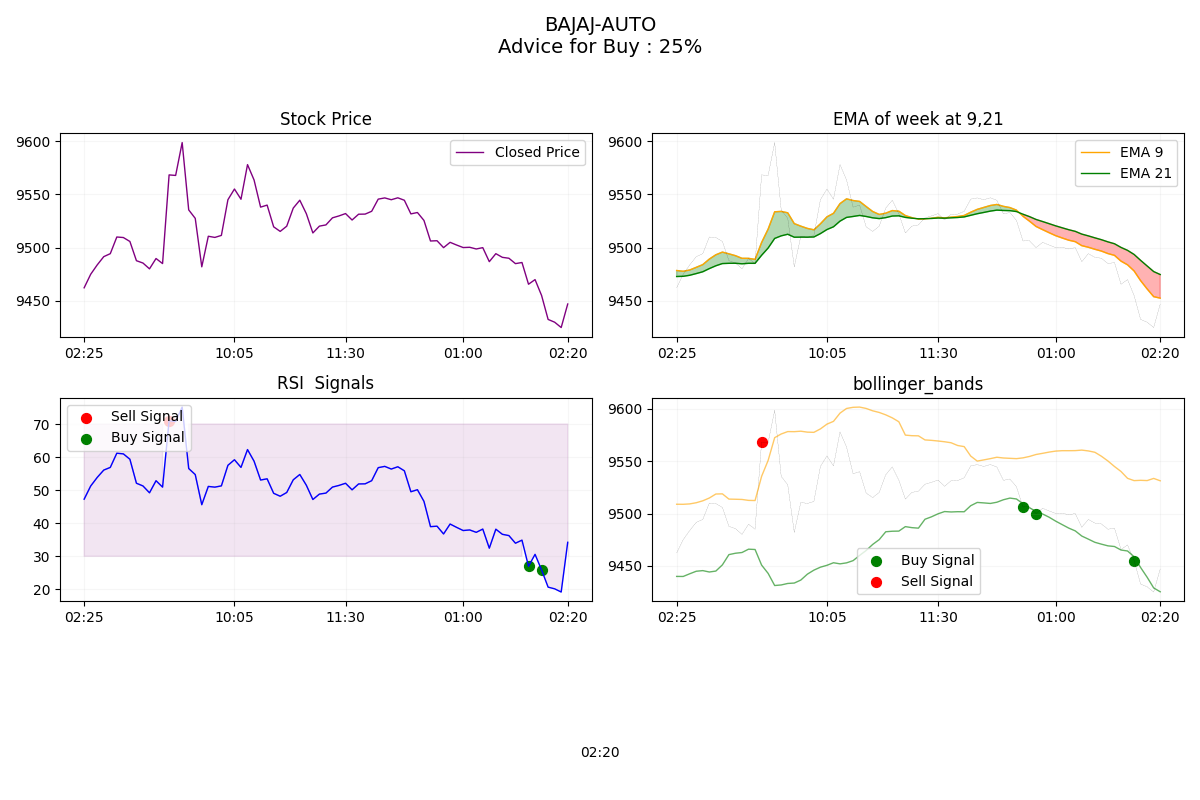 BAJAJ-AUTO
Advice for Buy : 25%
Stock Price
9600
9550
9500
9450
Closed Price
02:25 10:05 11:30 01:00 02:20
EMA of week at 9,21
9600
9550
9500
9450
EMA 9
EMA 21
02:25 10:05 11:30 01:00 02:20
RSI  Signals
70
60
50
40
30
20
Sell Signal
Buy Signal
02:25 10:05 11:30 01:00 02:20
bollinger_bands
9600
9550
9500
9450
Buy Signal
Sell Signal
02:25 10:05 11:30 01:00 02:20
02:20